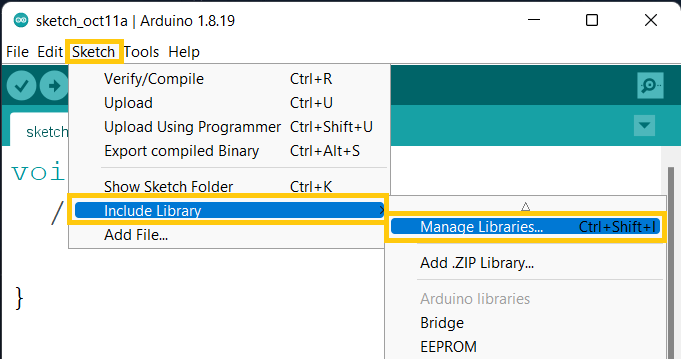 sketch_oct11a | Arduino 1.8.19
File Edit Sketch Tools Help
Verify/Compile Ctrl+R
Upload Ctrl+U
Upload Using Programmer Ctrl+Shift+U
Export compiled Binary Ctrl+Alt+S
sketch
voi
Show Sketch Folder Ctrl+K
/
Include Library
Add File...
Manage Libraries... Ctrl+Shift+I
Add .ZIP Library...
}
Arduino libraries
Bridge
EEPROM